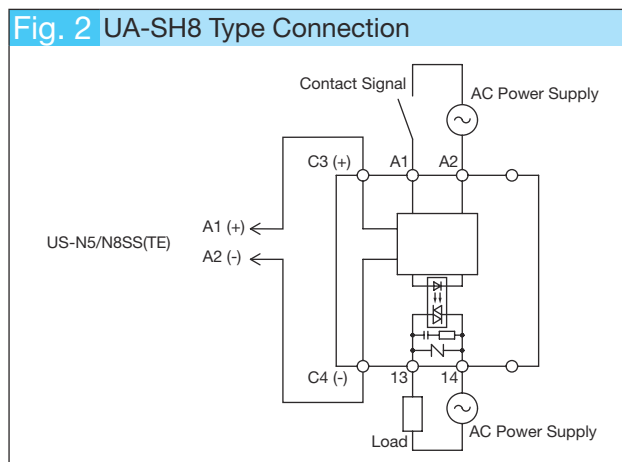 Fig. 2 UA-SH8 Type Connection
Contact Signal
AC Power Supply
C3 (+)
A1
A2
A1 (+)
US-N5/N8SS(TE)
A2 (-)
C4 (-)
13
14
Load
AC Power Supply